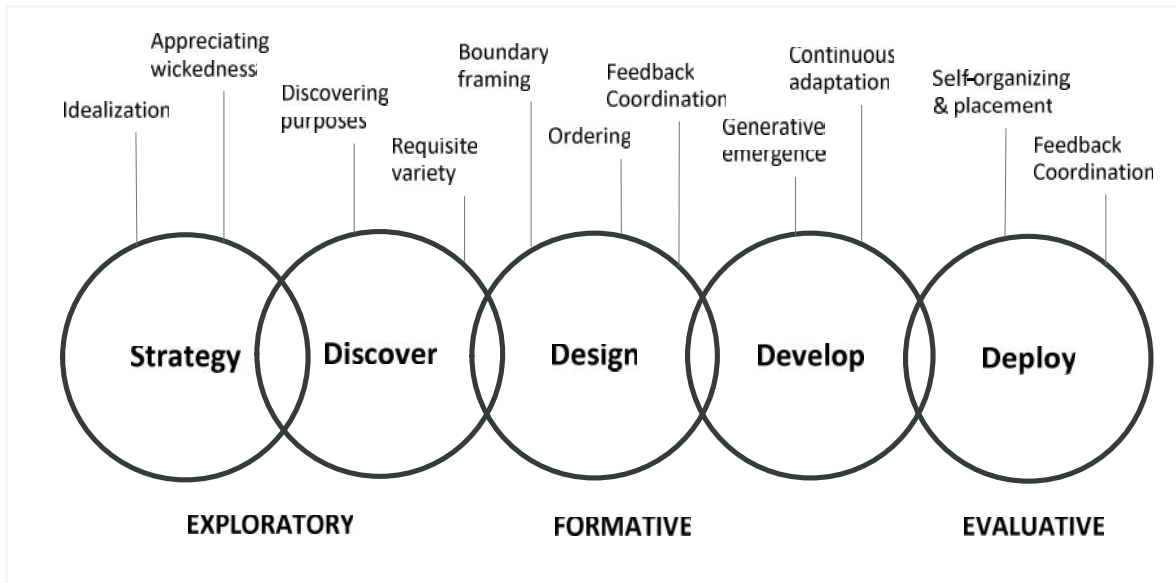 Appreciating
wickedness
Idealization
Discovering
purposes
Requisite
variety
Boundary
framing
Ordering
Feedback
Coordination
Generative
emergence
Continuous
adaptation
Self-organizing
& placement
Feedback
Coordination
Strategy
Discover
Design
Develop
Deploy
EXPLORATORY
FORMATIVE
EVALUATIVE